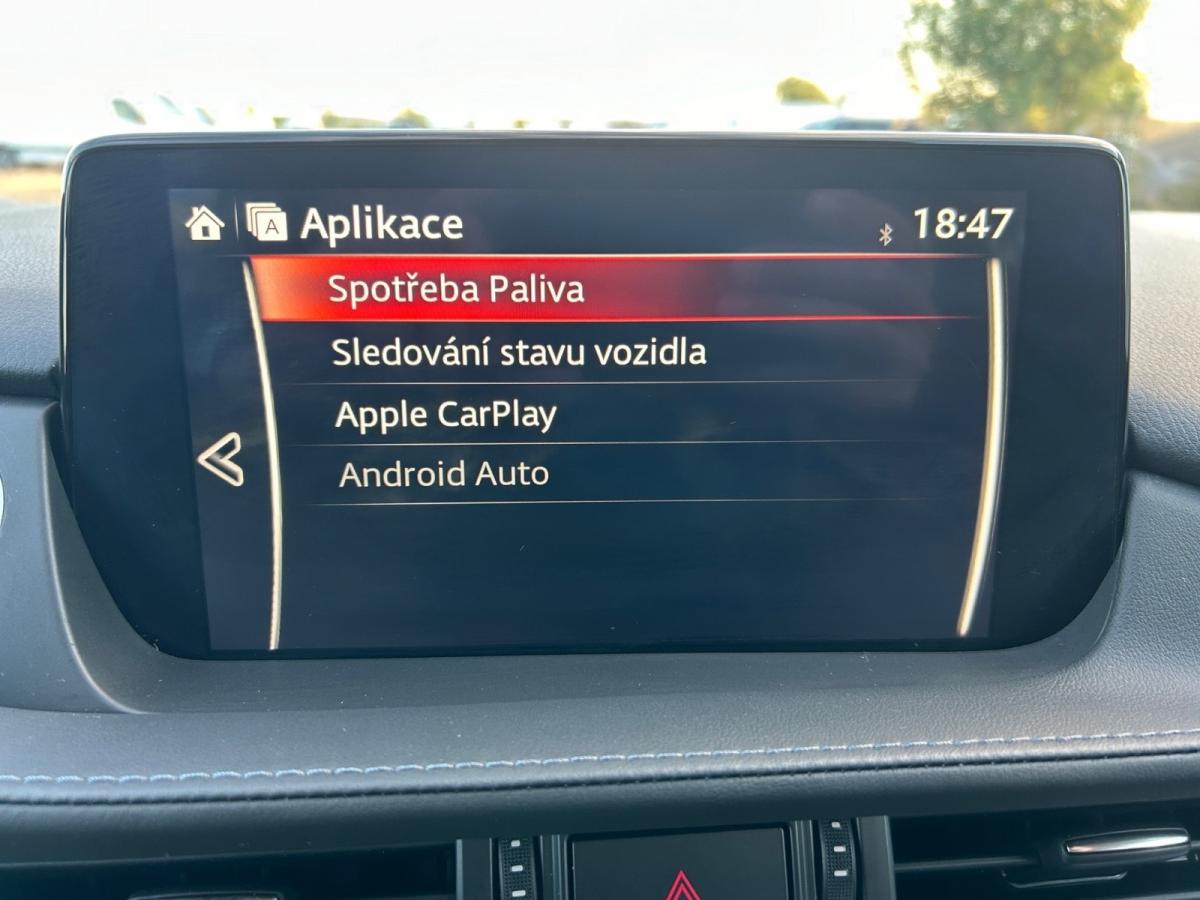 A Aplikace 18:47
Spotřeba Paliva
Sledování stavu vozidla
Apple CarPlay
Android Auto